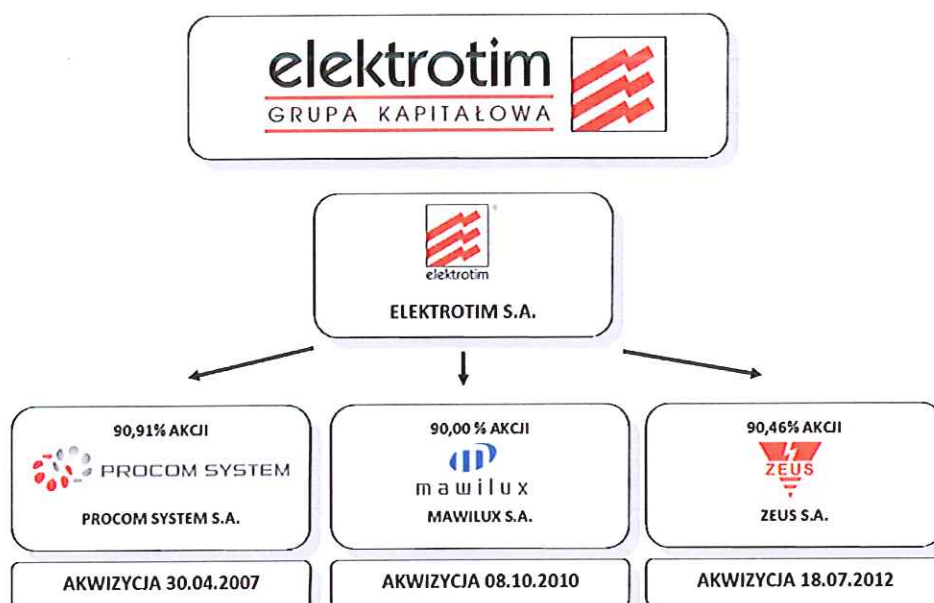 elektrotim
GRUPA KAPITAŁOWA
elektrotim
ELEKTROTIM S.A.
90,91% AKCJI
PROCOM SYSTEM
PROCOM SYSTEM S.A.
90,00 % AKCJI
mawilux
MAWILUX S.A.
90,46% AKCJI
ZEUS
ZEUS S.A.
AKWIZYCJA 30.04.2007
AKWIZYCJA 08.10.2010
AKWIZYCJA 18.07.2012